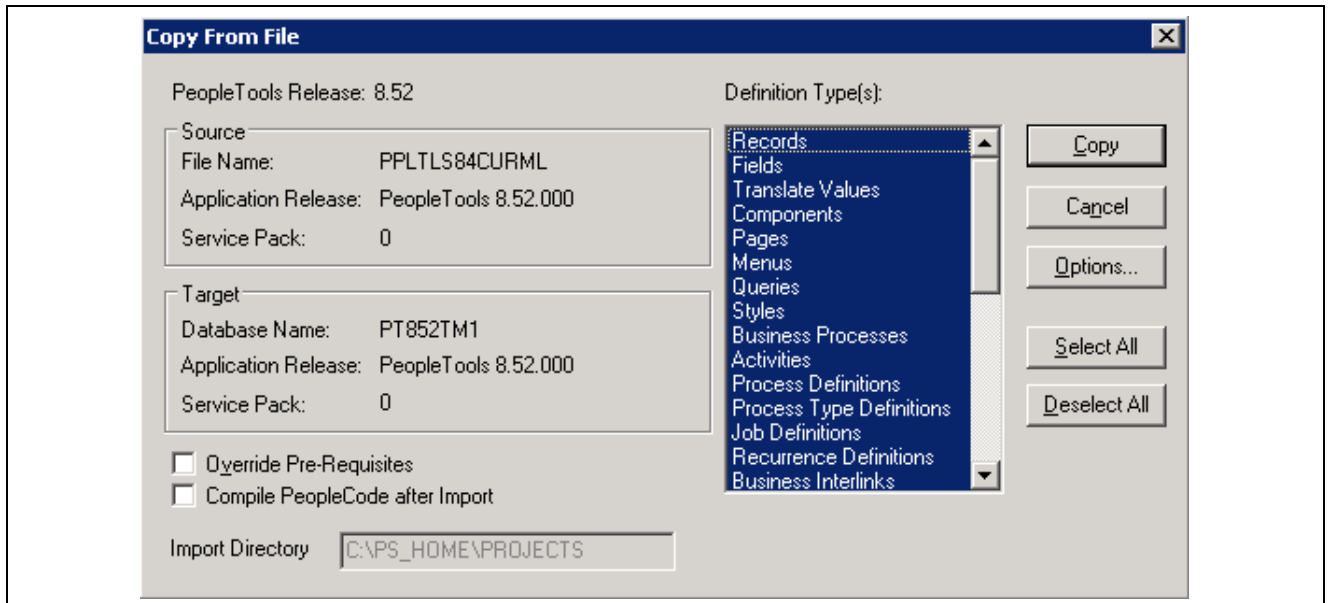 Copy From File
PeopleTools Release: 8.52
Source
File Name: PPLTLS84CURML
Application Release: PeopleTools 8.52.000
Service Pack: 0
Target
Database Name: PT852TM1
Application Release: PeopleTools 8.52.000
Service Pack: 0
Override Pre-Requisites
Compile PeopleCode after Import
Import Directory C:\PS_HOME\PROJECTS
Definition Type(s):
Records
Fields
Translate Values
Components
Pages
Menus
Queries
Styles
Business Processes
Activities
Process Definitions
Process Type Definitions
Job Definitions
Recurrence Definitions
Business Interlinks
Copy
Cancel
Options...
Select All
Deselect All